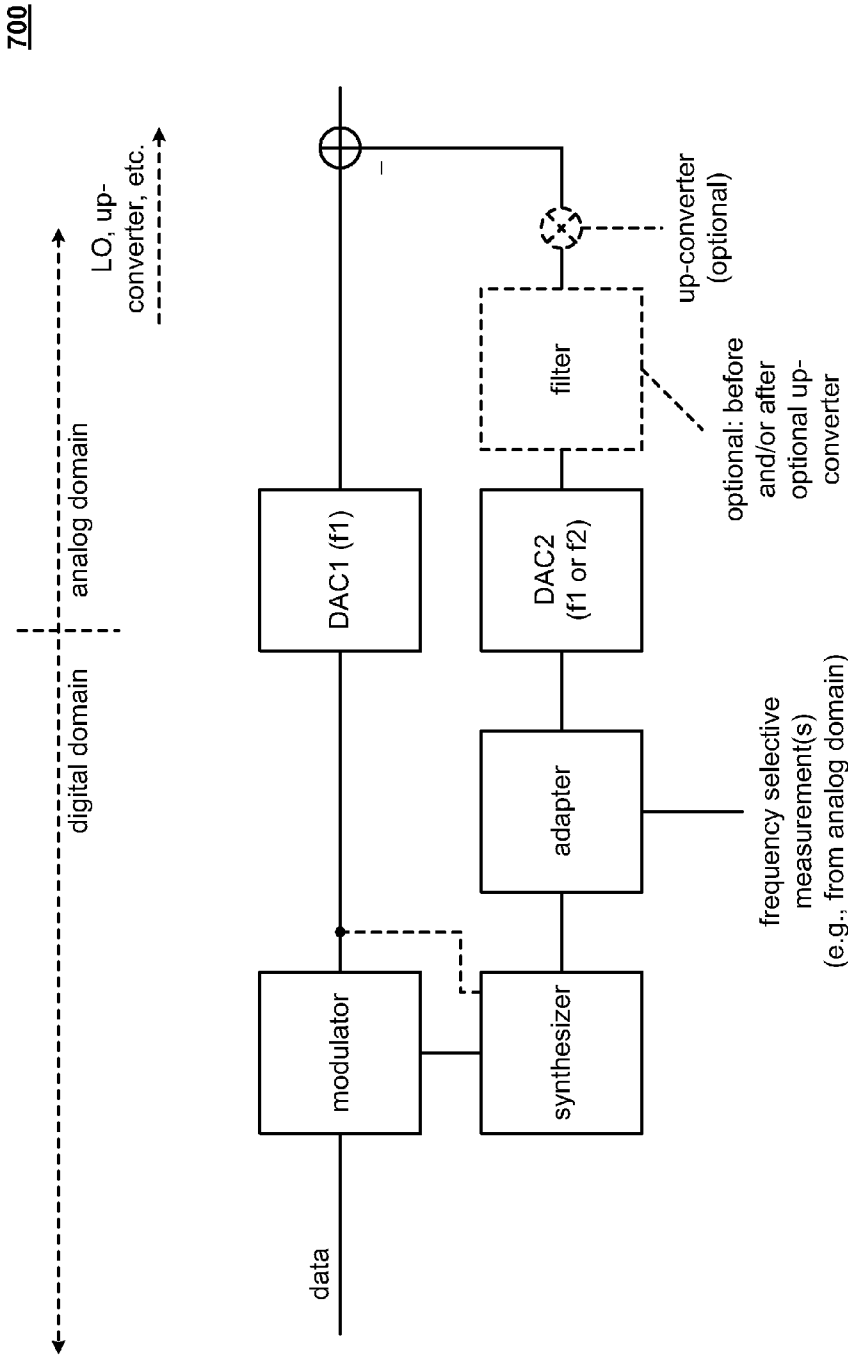 700
digital domain
analog domain
LO, up-
converter, etc.
data
modulator
DAC1 (f1)
–
synthesizer
adapter
DAC2
(f1 or f2)
filter
up-converter
(optional)
optional: before
and/or after
optional up-
converter
frequency selective
measurement(s)
(e.g., from analog domain)